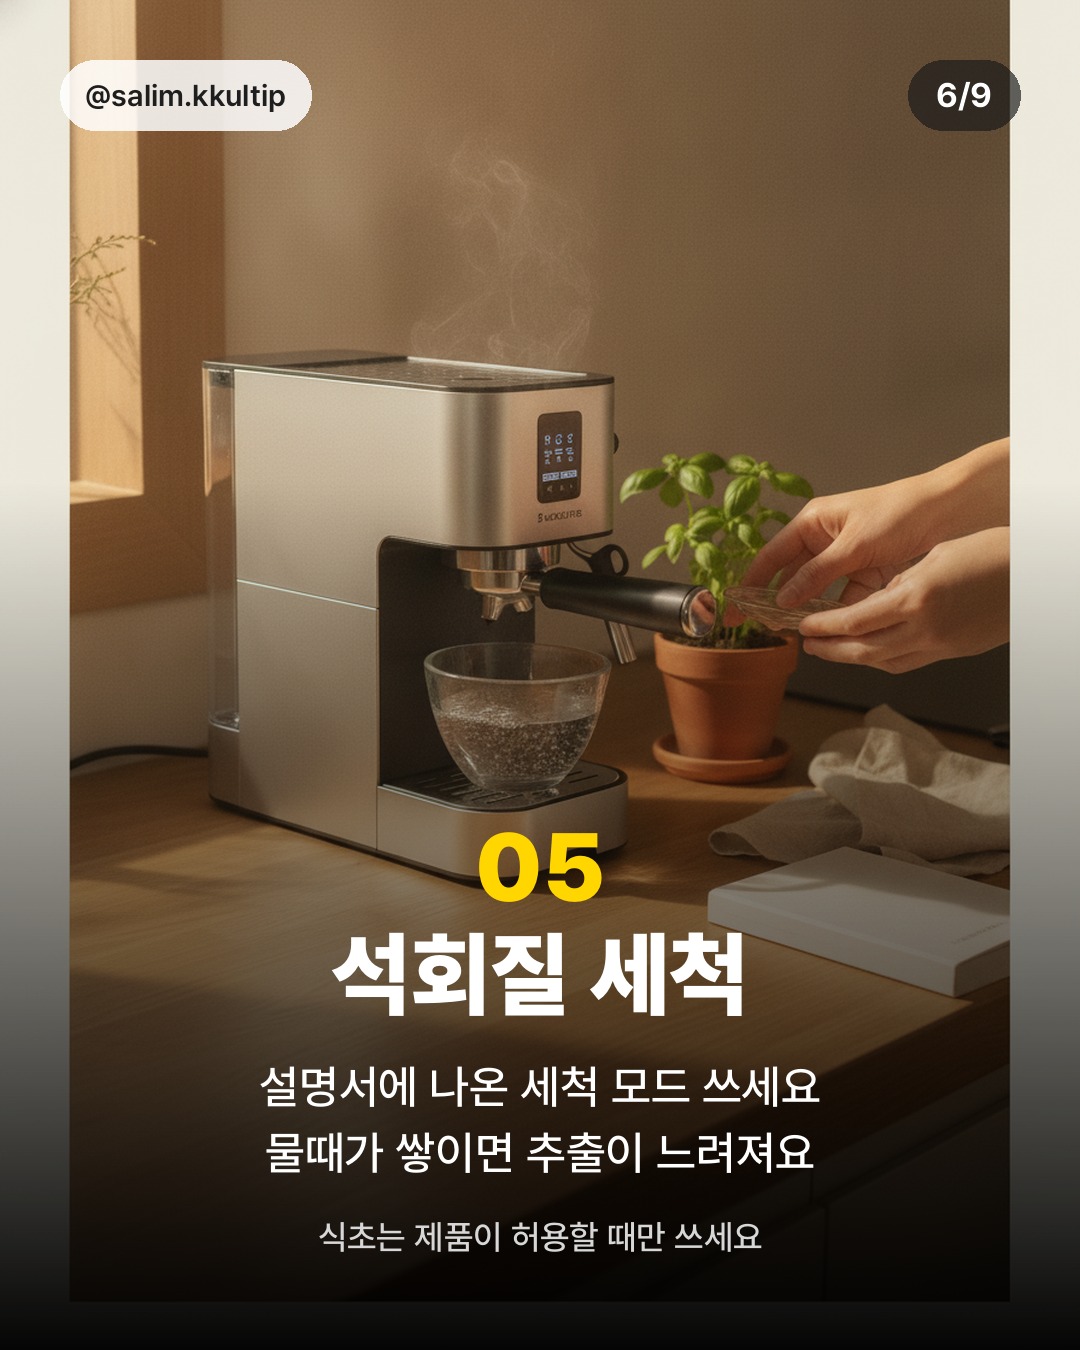 @salim.kkultip
6/9
05
석회질 세척
설명서에 나온 세척 모드 쓰세요
물때가 쌓이면 추출이 느려져요
식초는 제품이 허용할 때만 쓰세요